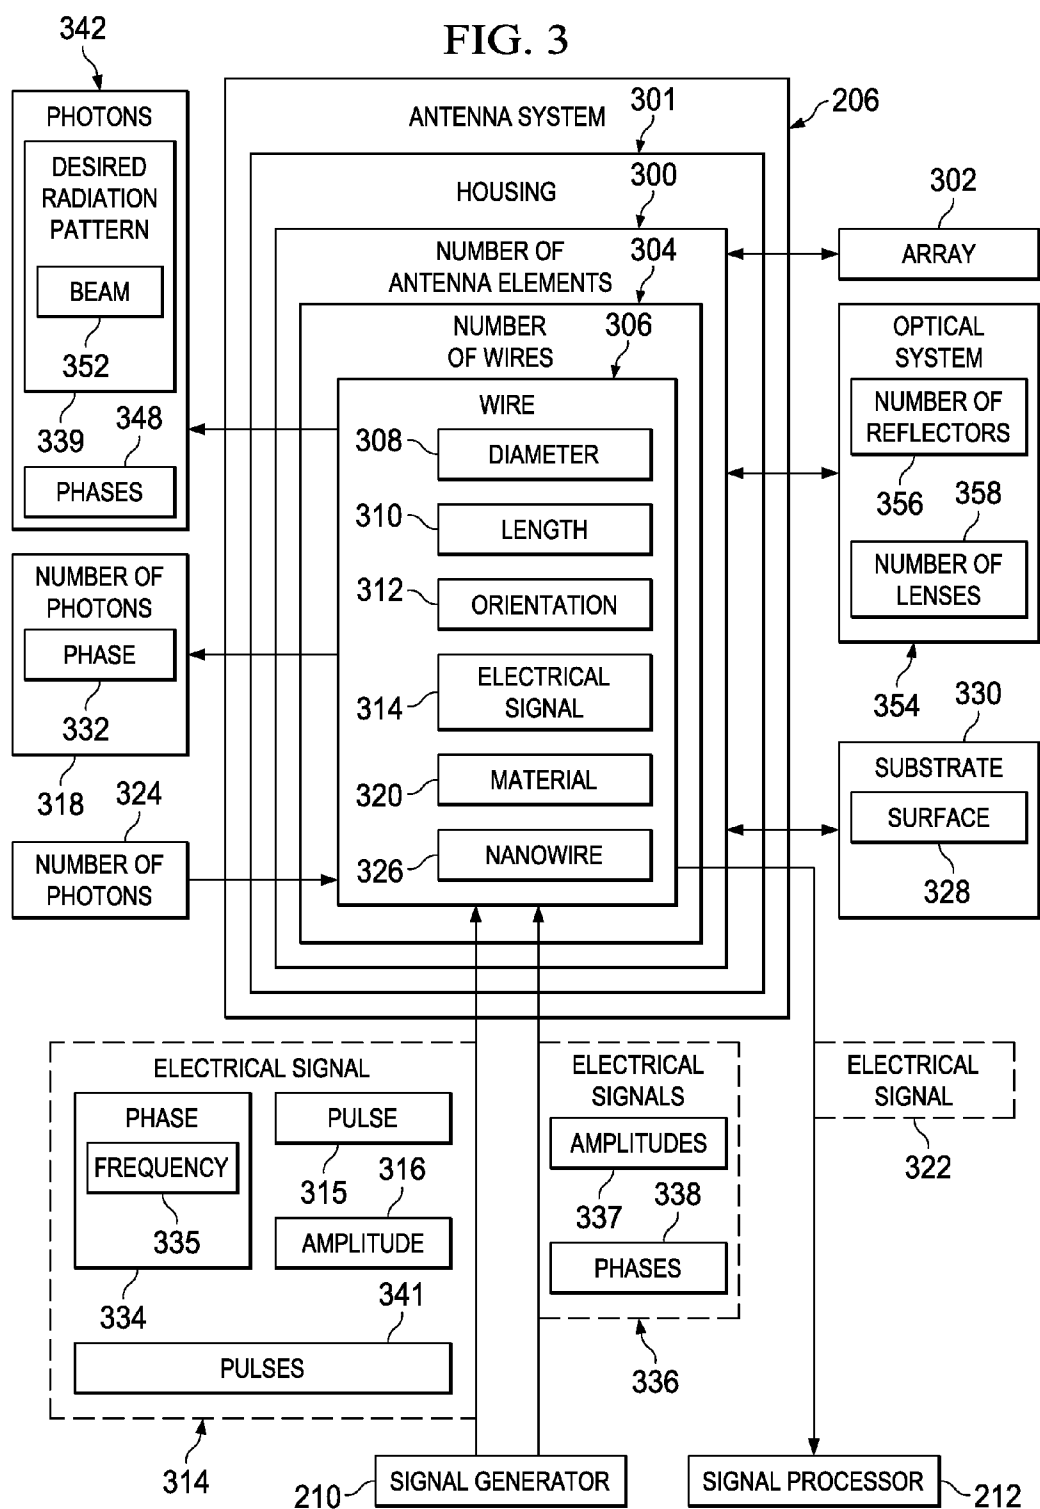 FIG. 3
342
PHOTONS
DESIRED
RADIATION
PATTERN
BEAM
352
339
348
PHASES
NUMBER OF
PHOTONS
PHASE
332
318
324
NUMBER OF
PHOTONS
206
ANTENNA SYSTEM
301
HOUSING
300
NUMBER OF
ANTENNA ELEMENTS
304
NUMBER
OF WIRES
306
WIRE
308
DIAMETER
310
LENGTH
312
ORIENTATION
314
ELECTRICAL
SIGNAL
320
MATERIAL
326
NANOWIRE
302
ARRAY
OPTICAL
SYSTEM
NUMBER OF
REFLECTORS
356
358
NUMBER OF
LENSES
354
330
SUBSTRATE
SURFACE
328
ELECTRICAL SIGNAL
PHASE
FREQUENCY
335
334
PULSE
315
316
AMPLITUDE
341
PULSES
314
ELECTRICAL
SIGNALS
AMPLITUDES
337
338
PHASES
336
ELECTRICAL
SIGNAL
322
210
SIGNAL GENERATOR
SIGNAL PROCESSOR
212